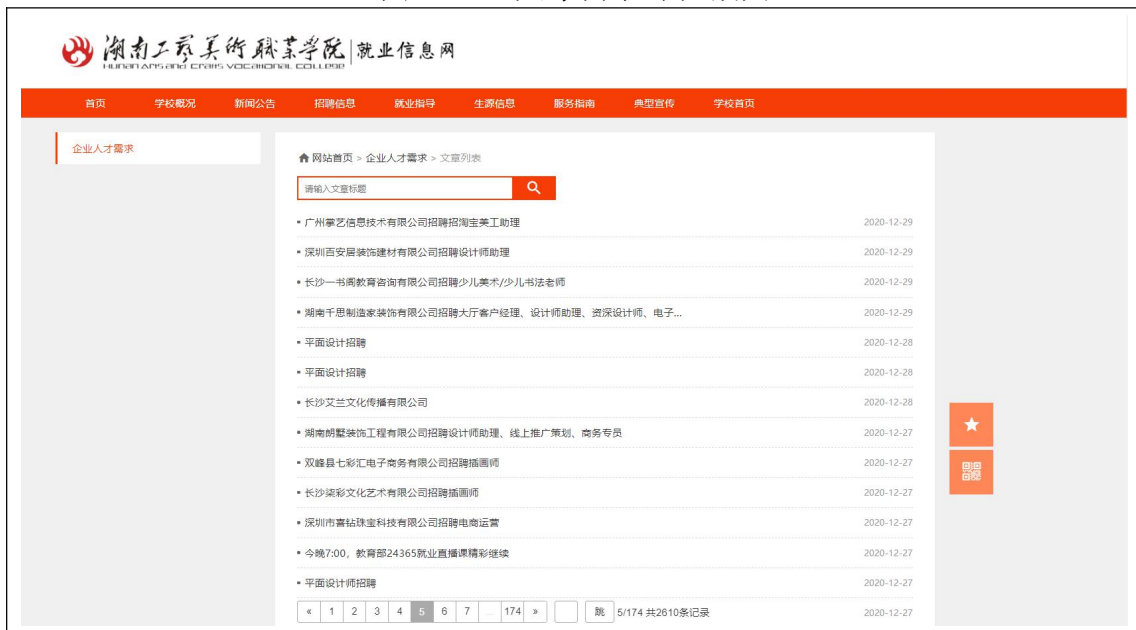 湖南工艺美术职业学院|就业信息网
HUNAN ARTS AND CRAFTS VOCATIONAL COLLEGE
首页 学校概况 新闻公告 招聘信息 就业指导 生源信息 服务指南 典型宣传 学校首页
企业人才需求
网站首页 > 企业人才需求 > 文章列表
请输入文章标题
▪ 广州掌艺信息技术有限公司招聘招淘宝美工助理 2020-12-29
▪ 深圳百安居装饰建材有限公司招聘设计师助理 2020-12-29
▪ 长沙一书阁教育咨询有限公司招聘少儿美术/少儿书法老师 2020-12-29
▪ 湖南千思制造家装饰有限公司招聘大厅客户经理、设计师助理、资深设计师、电子... 2020-12-29
▪ 平面设计招聘 2020-12-28
▪ 平面设计招聘 2020-12-28
▪ 长沙艾兰文化传播有限公司 2020-12-28
▪ 湖南朗墅装饰工程有限公司招聘设计师助理、线上推广策划、商务专员 2020-12-27
▪ 双峰县七彩汇电子商务有限公司招聘插画师 2020-12-27
▪ 长沙柒彩文化艺术有限公司招聘插画师 2020-12-27
▪ 深圳市喜钻珠宝科技有限公司招聘电商运营 2020-12-27
▪ 今晚7:00，教育部24365就业直播课精彩继续 2020-12-27
▪ 平面设计师招聘 2020-12-27
« 1 2 3 4 5 6 7 ... 174 » 跳 5/174 共2610条记录 2020-12-27